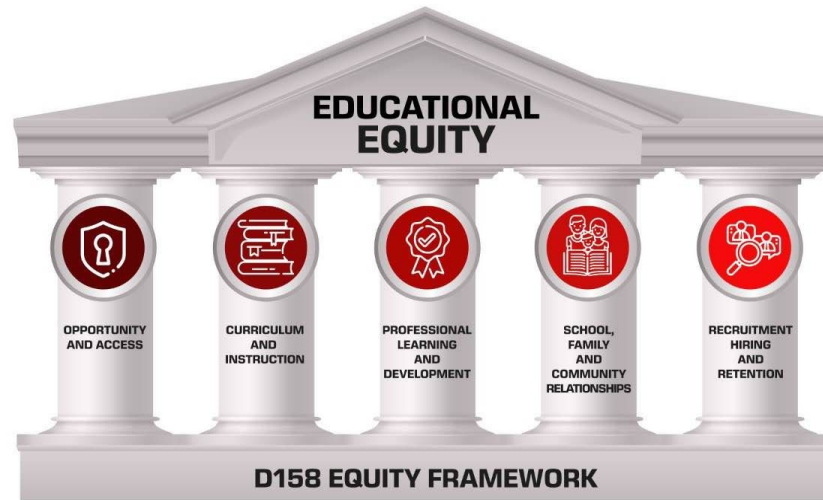 EDUCATIONAL
EQUITY
OPPORTUNITY
AND ACCESS
CURRICULUM
AND
INSTRUCTION
PROFESSIONAL
LEARNING
AND
DEVELOPMENT
SCHOOL,
FAMILY
AND
COMMUNITY
RELATIONSHIPS
RECRUITMENT
HIRING
AND
RETENTION
D158 EQUITY FRAMEWORK